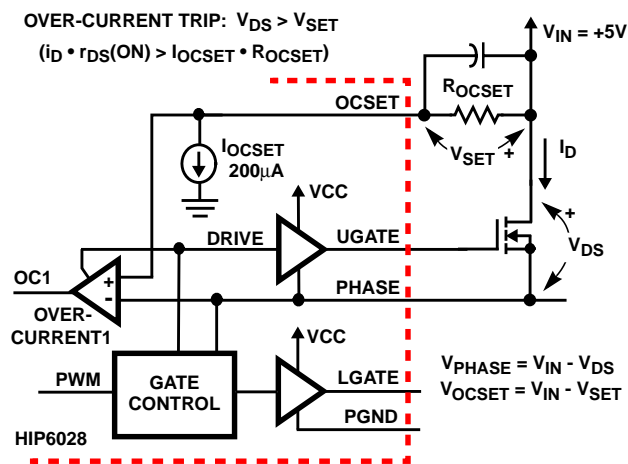 OVER-CURRENT TRIP: VDS > VSET
(iD • rDS(ON) > IOCSET • ROCSET)
VIN = +5V
OCSET
ROCSET
VSET +
ID
IOCSET
200μA
VCC
DRIVE
UGATE
+
VDS
OC1
+
-
PHASE
OVER-
CURRENT1
VCC
PWM
GATE
CONTROL
LGATE
PGND
VPHASE = VIN - VDS
VOCSET = VIN - VSET
HIP6028